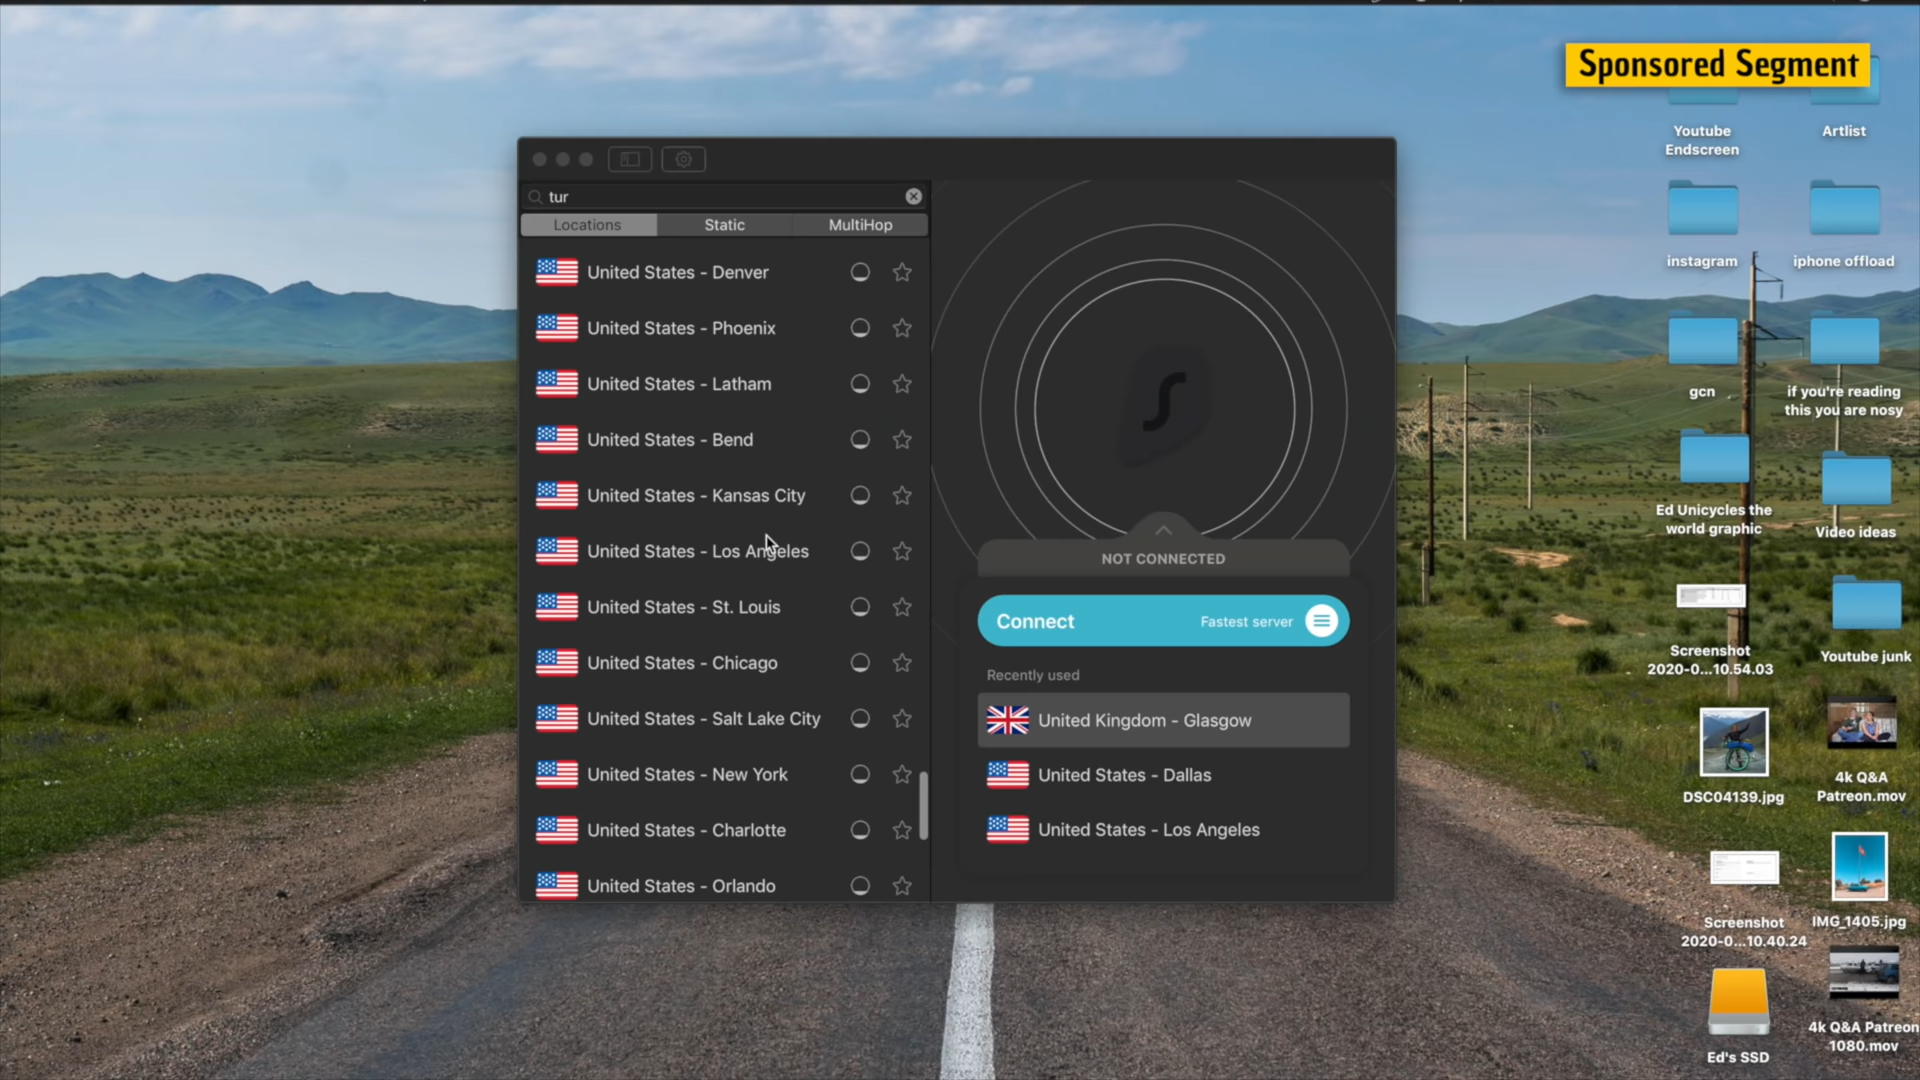 Sponsored Segment
tur
Locations
Static
MultiHop
United States - Denver
United States - Phoenix
United States - Latham
United States - Bend
United States - Kansas City
United States - Los Angeles
United States - St. Louis
United States - Chicago
United States - Salt Lake City
United States - New York
United States - Charlotte
United States - Orlando
NOT CONNECTED
Connect
Fastest server
Recently used
United Kingdom - Glasgow
United States - Dallas
United States - Los Angeles
Youtube
Endscreen
Artlist
instagram
iphone offload
gcn
if you're reading
this you are nosy
Ed Unicycles the
world graphic
Video ideas
Screenshot
2020-0...10.54.03
Youtube junk
DSC04139.jpg
4k Q&A
Patreon.mov
Screenshot
2020-0...10.40.24
IMG_1405.jpg
Ed's SSD
4k Q&A Patreon
1080.mov